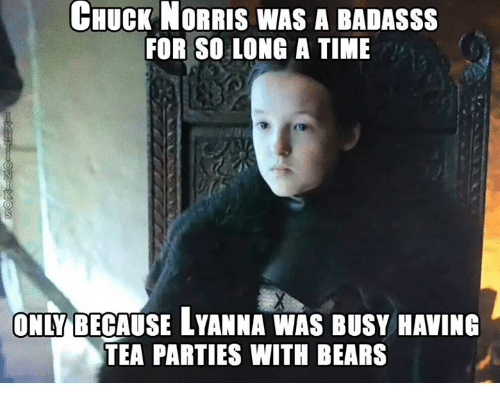 CHUCK NORRIS WAS A BADASSS
FOR SO LONG A TIME
ONLY BECAUSE LYANNA WAS BUSY HAVING
TEA PARTIES WITH BEARS